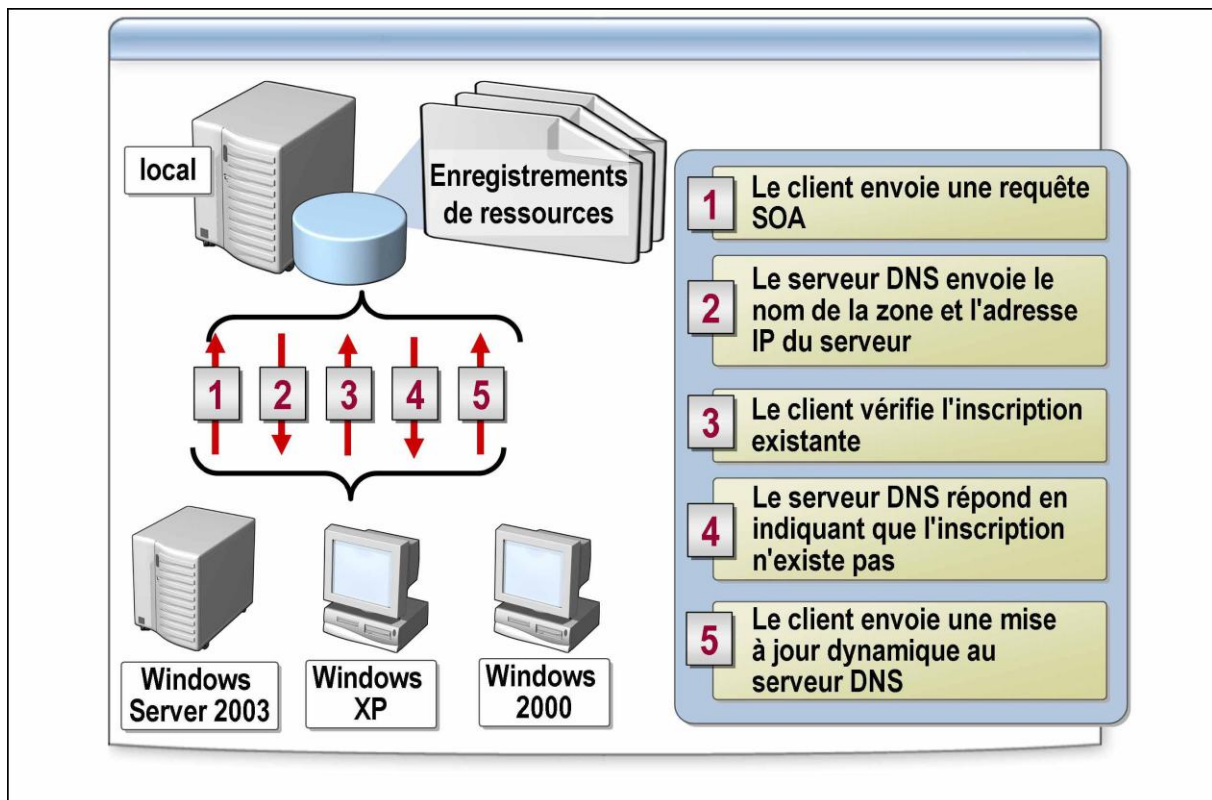 local
Enregistrements
de ressources
1
2
3
4
5
Windows
Server 2003
Windows
XP
Windows
2000
1
Le client envoie une requête
SOA
2
Le serveur DNS envoie le
nom de la zone et l'adresse
IP du serveur
3
Le client vérifie l'inscription
existante
4
Le serveur DNS répond en
indiquant que l'inscription
n'existe pas
5
Le client envoie une mise
à jour dynamique au
serveur DNS